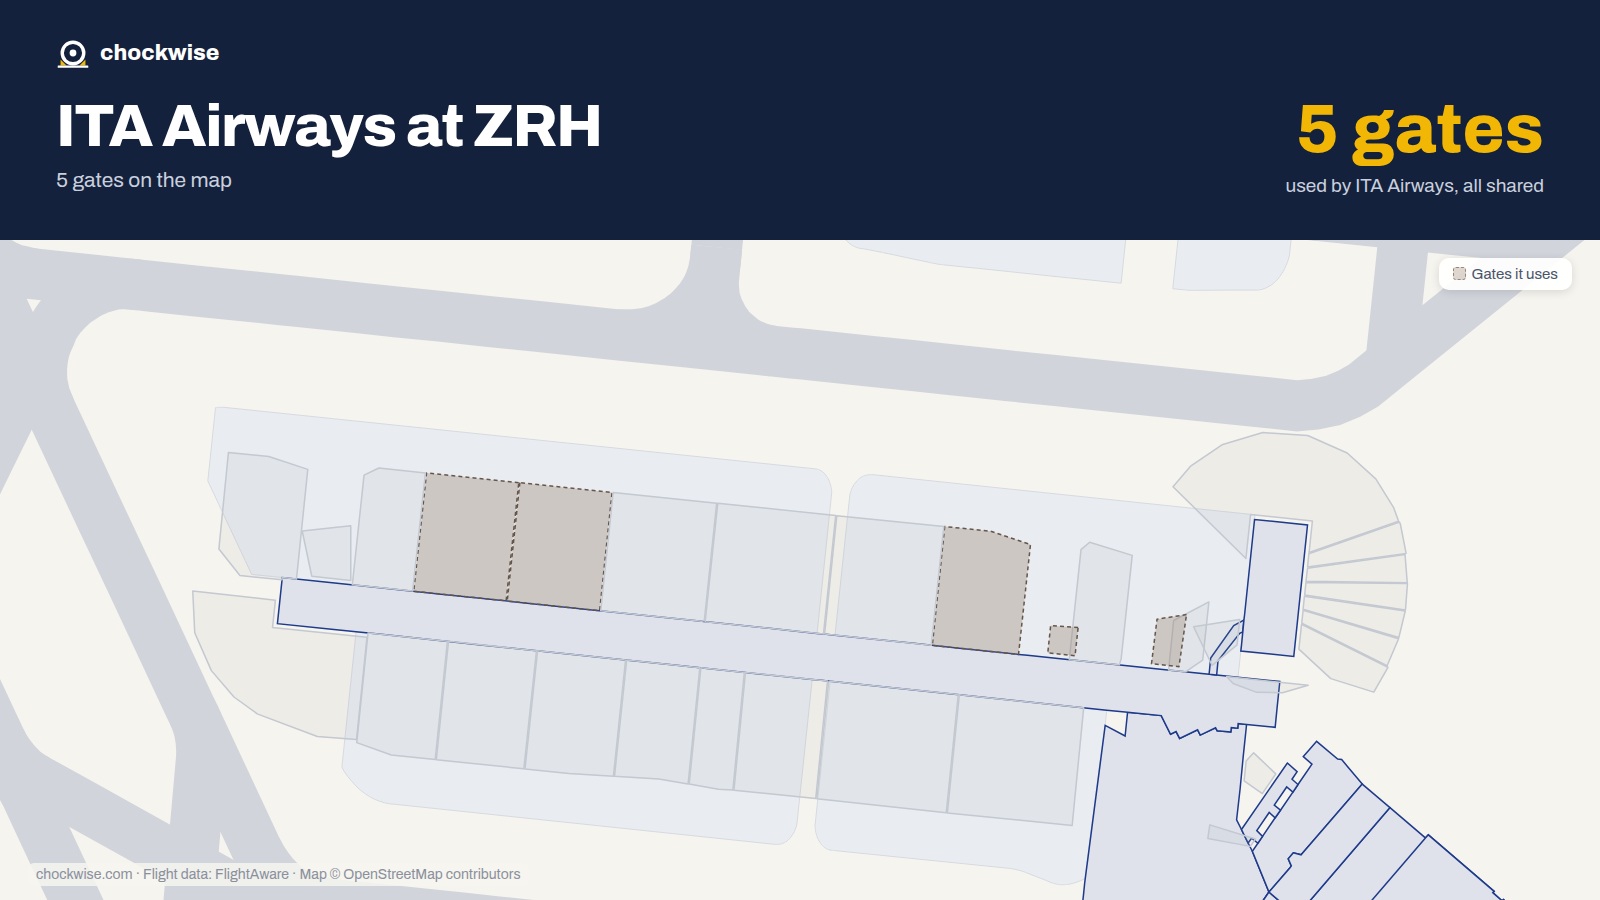 chockwise
ITA Airways at ZRH
5 gates on the map
5 gates
used by ITA Airways, all shared
Gates it uses
chockwise.com · Flight data: FlightAware · Map © OpenStreetMap contributors